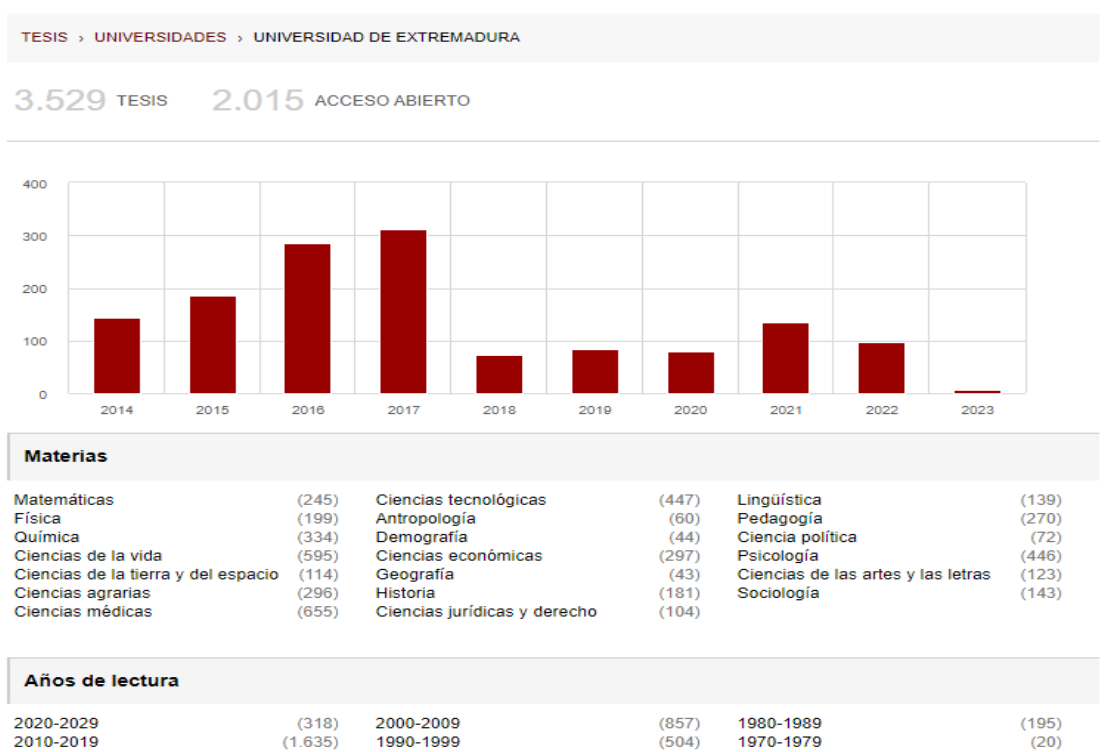 TESIS › UNIVERSIDADES › UNIVERSIDAD DE EXTREMADURA
3.529 TESIS 2.015 ACCESO ABIERTO
400
300
200
100
0
2014 2015 2016 2017 2018 2019 2020 2021 2022 2023
Materias
Matemáticas (245) Ciencias tecnológicas (447) Lingüística (139)
Física (199) Antropología (60) Pedagogía (270)
Química (334) Demografía (44) Ciencia política (72)
Ciencias de la vida (595) Ciencias económicas (297) Psicología (446)
Ciencias de la tierra y del espacio (114) Geografía (43) Ciencias de las artes y las letras (123)
Ciencias agrarias (296) Historia (181) Sociología (143)
Ciencias médicas (655) Ciencias jurídicas y derecho (104)
Años de lectura
2020-2029 (318) 2000-2009 (857) 1980-1989 (195)
2010-2019 (1.635) 1990-1999 (504) 1970-1979 (20)